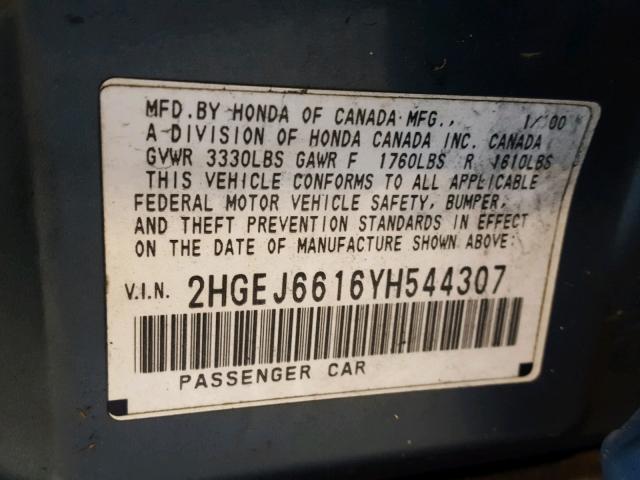 MFD.BY HONDA OF CANADA MFG., 1/00
A DIVISION OF HONDA CANADA INC. CANADA
GVWR 3330LBS GAWR F 1760LBS R 1610LBS
THIS VEHICLE CONFORMS TO ALL APPLICABLE
FEDERAL MOTOR VEHICLE SAFETY, BUMPER,
AND THEFT PREVENTION STANDARDS IN EFFECT
ON THE DATE OF MANUFACTURE SHOWN ABOVE:
V.I.N. 2HGEJ6616YH544307
PASSENGER CAR